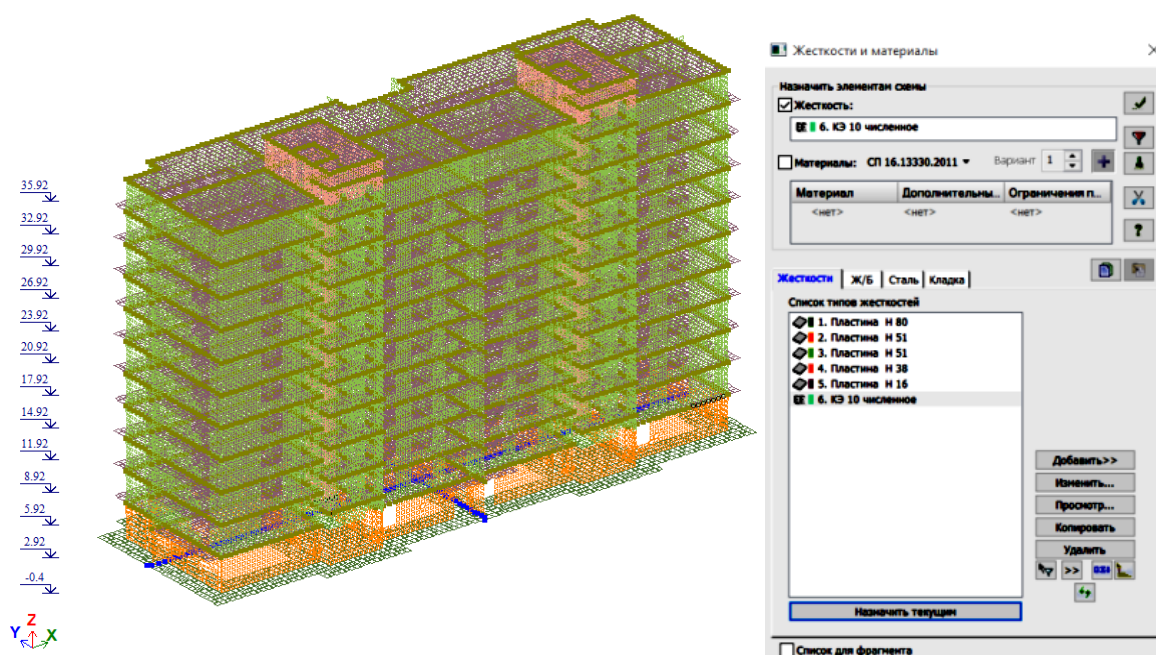 35.92
32.92
29.92
26.92
23.92
20.92
17.92
14.92
11.92
8.92
5.92
2.92
-0.4
Z
Y X
Жесткости и материалы
Назначить элементам схемы
Жесткость:
6. КЭ 10 численное
Материалы: СП 16.13330.2011 Вариант 1
Материал Дополнительны... Ограничения п...
<нет> <нет> <нет>
Жесткости Ж/Б Сталь Кладка
Список типов жесткостей
1. Пластина H 80
2. Пластина H 51
3. Пластина H 51
4. Пластина H 38
5. Пластина H 16
6. КЭ 10 численное
Добавить>>
Изменить...
Просмотр...
Копировать
Удалить
>>
Назначить текущим
Список для фрагмента